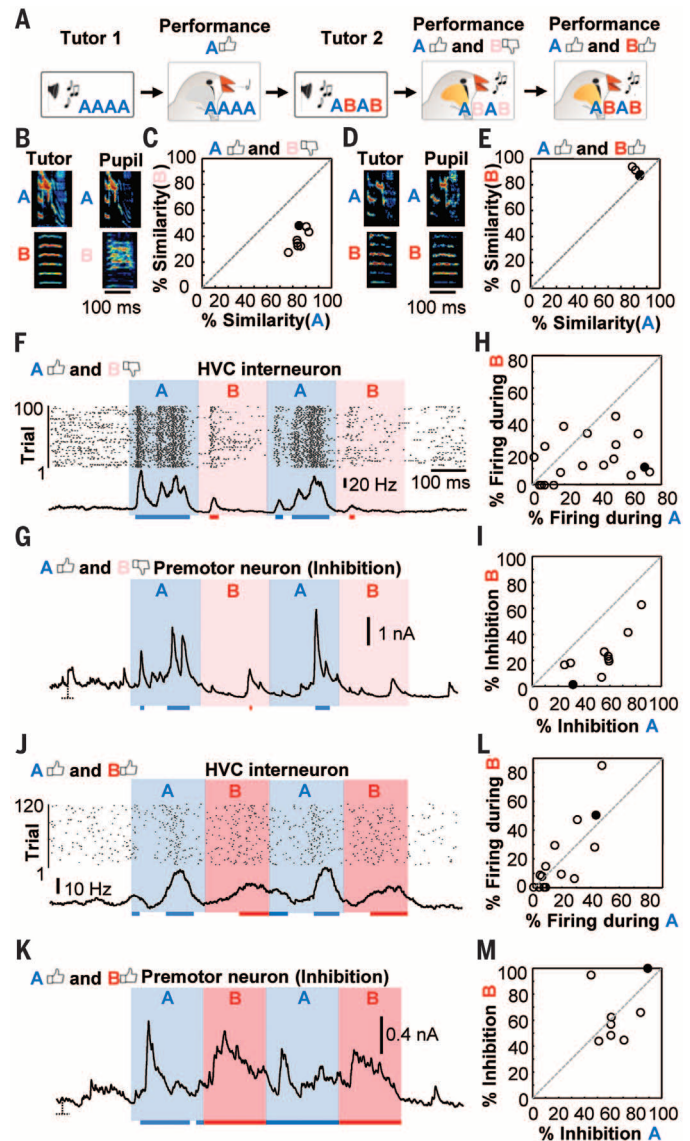 A
Tutor 1
Performance
A
Tutor 2
Performance
A and B
Performance
A and B
AAAA
AAAA
ABAB
ABAB
ABAB
B
Tutor Pupil
A A
B B
100 ms
C
A and B
100
80
60
40
20
0
% Similarity(B)
0 20 40 60 80 100
% Similarity(A)
D
Tutor Pupil
A A
B B
100 ms
E
A and B
100
80
60
40
20
0
% Similarity(B)
0 20 40 60 80 100
% Similarity(A)
F
A and B
HVC interneuron
A B A B
100
Trial
1
20 Hz
100 ms
H
80
60
40
20
0
% Firing during B
0 20 40 60 80
% Firing during A
G
A and B Premotor neuron (Inhibition)
A B A B
1 nA
I
100
80
60
40
20
0
% Inhibition B
0 20 40 60 80 100
% Inhibition A
J
A and B
HVC interneuron
A B A B
120
Trial
1
10 Hz
L
80
60
40
20
0
% Firing during B
0 20 40 60 80
% Firing during A
K
A and B Premotor neuron (Inhibition)
A B A B
0.4 nA
M
100
80
60
40
20
0
% Inhibition B
0 20 40 60 80 100
% Inhibition A